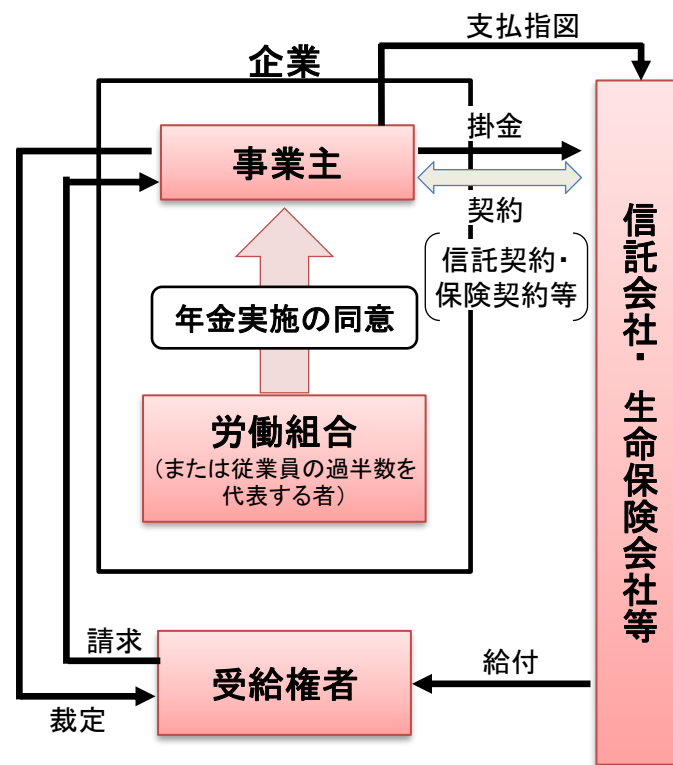 支払指図
企業
事業主
掛金
契約
信託契約・
保険契約等
年金実施の同意
労働組合
（または従業員の過半数を
代表する者）
信託会社・生命保険会社等
請求
受給権者
給付
裁定